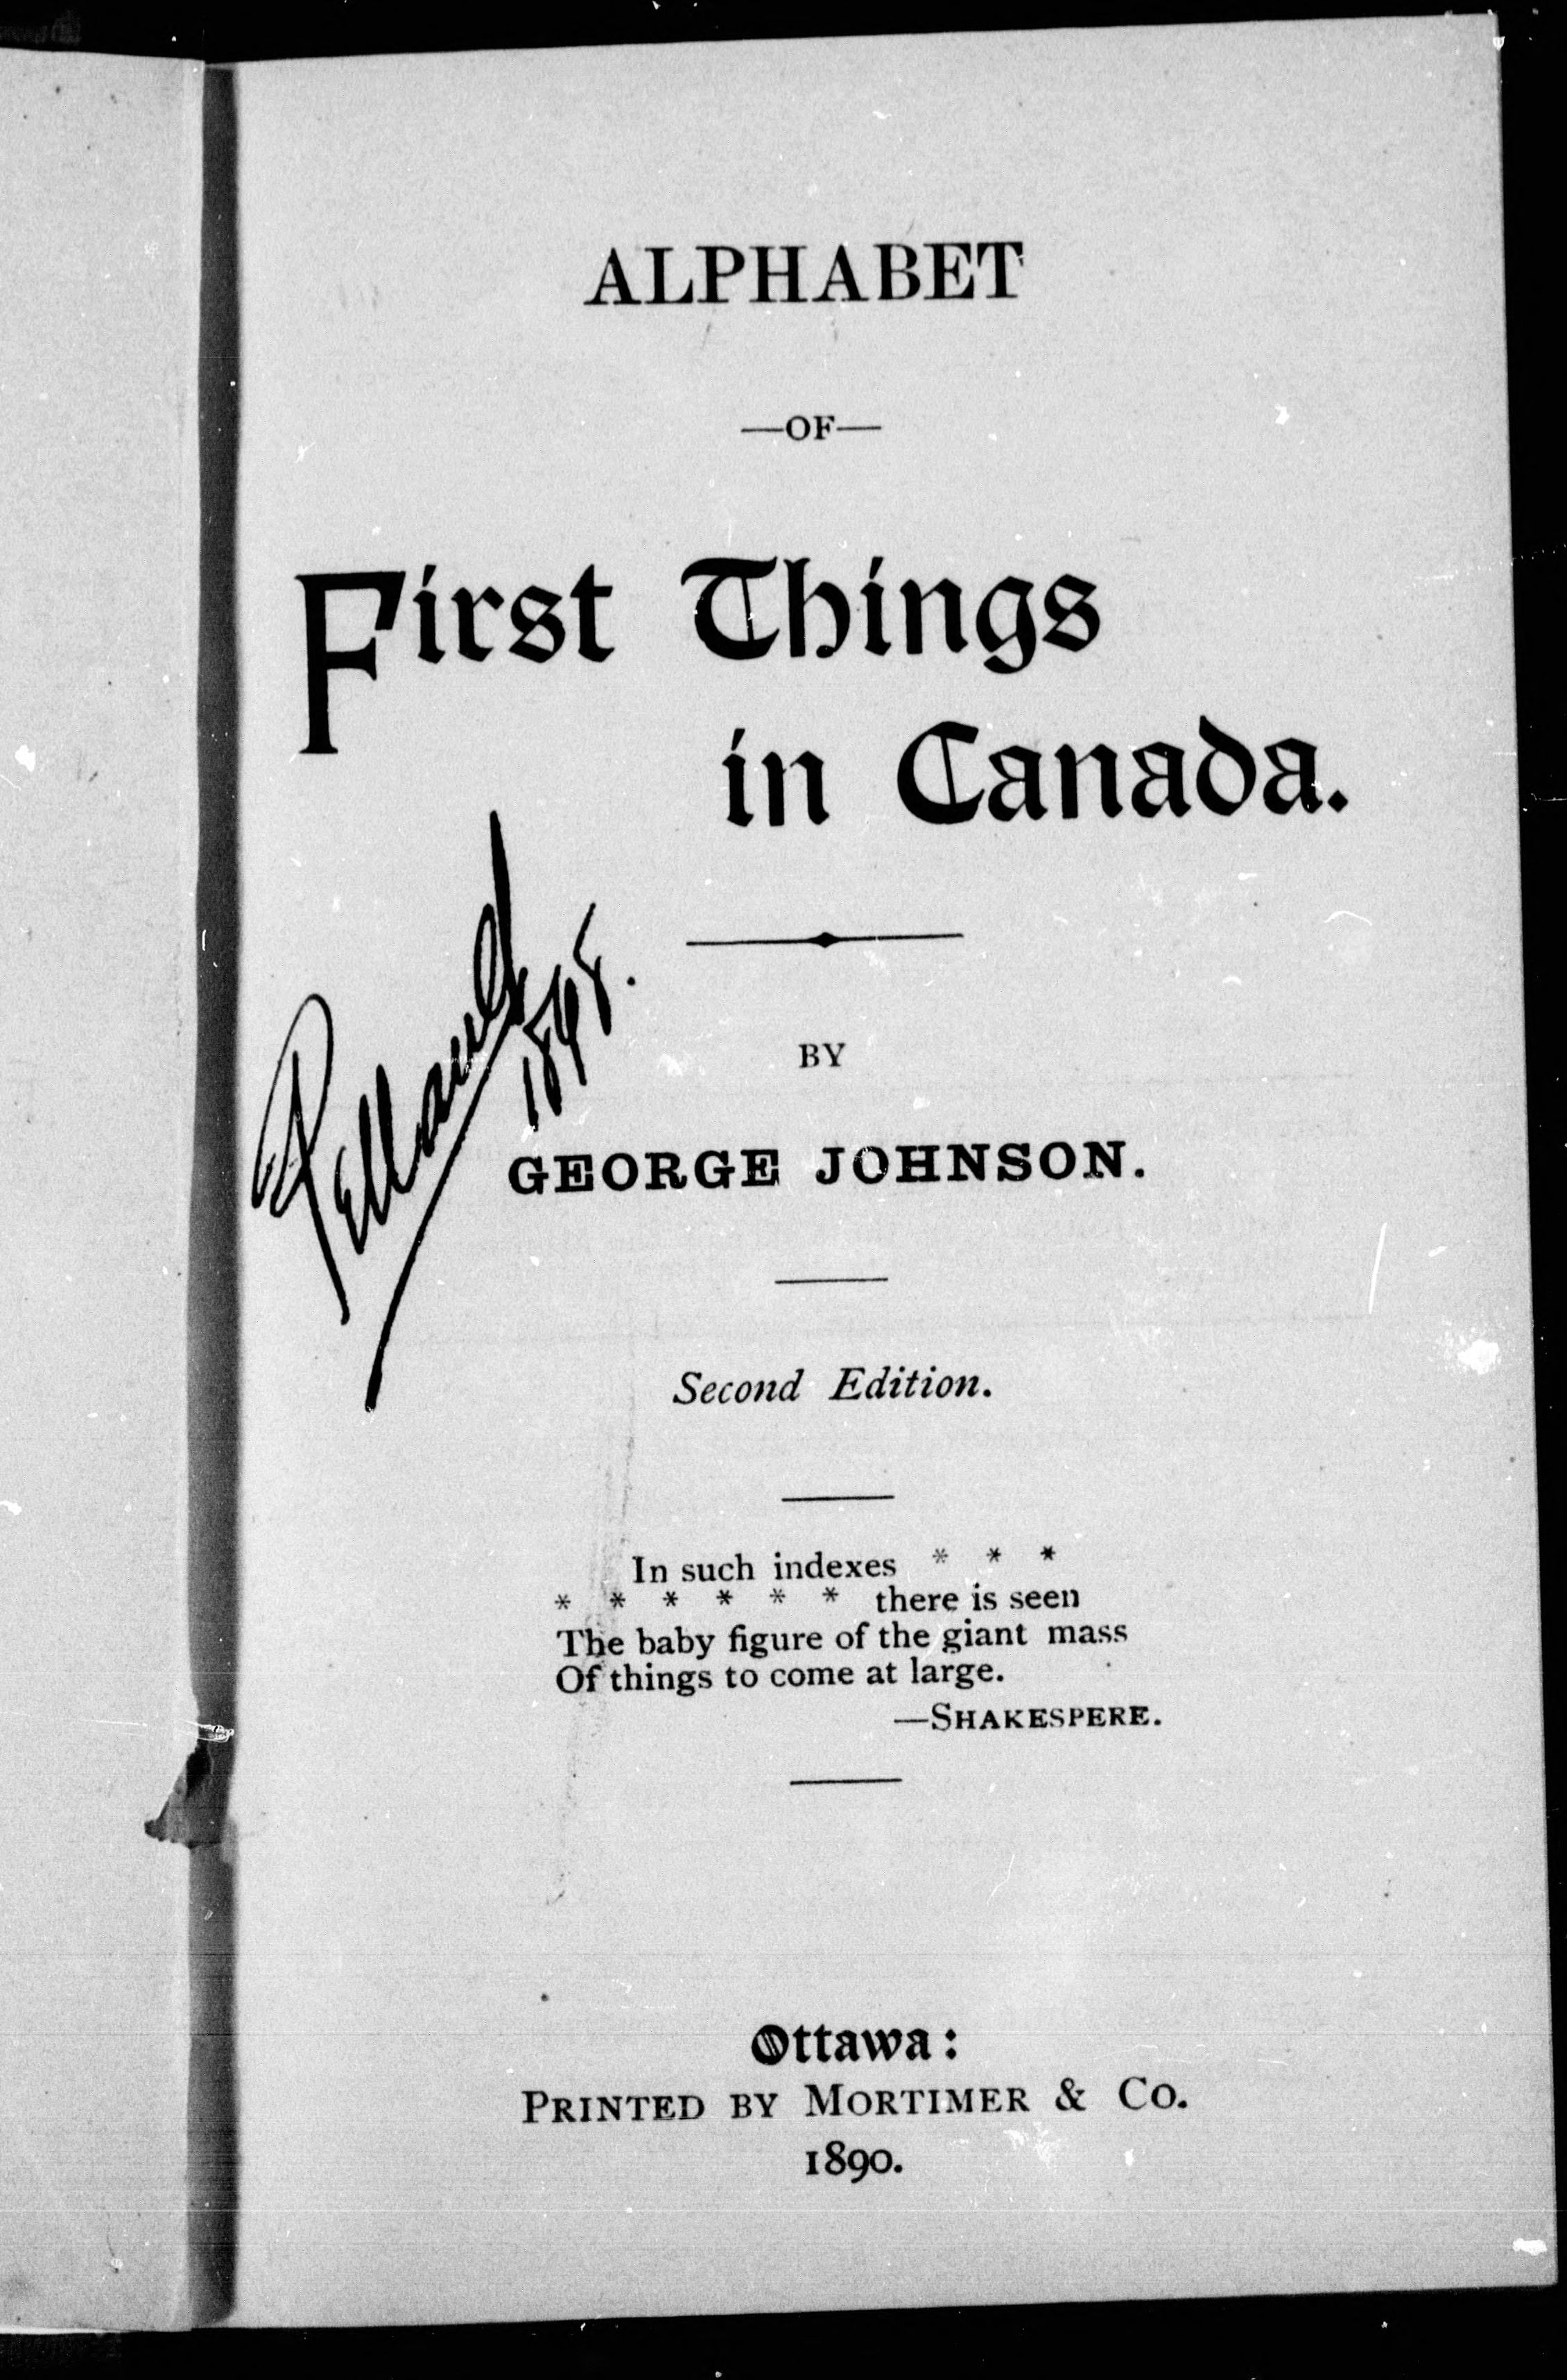 ALPHABET
—OF—
First Things
in Canada.
1898.
BY
GEORGE JOHNSON.
Second Edition.
In such indexes * * *
* * * * * * there is seen
The baby figure of the giant mass
Of things to come at large.
—SHAKESPERE.
Ottawa:
PRINTED BY MORTIMER & Co.
1890.